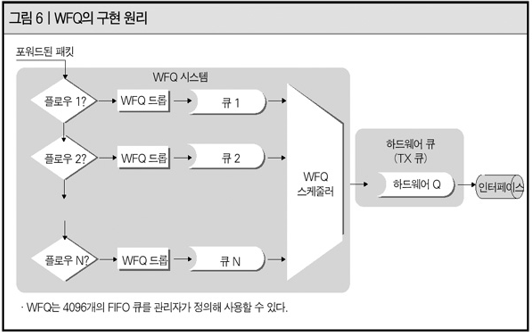 그림 6 | WFQ의 구현 원리
포워드된 패킷
WFQ 시스템
플로우 1?
WFQ 드롭
큐 1
플로우 2?
WFQ 드롭
큐 2
플로우 N?
WFQ 드롭
큐 N
WFQ
스케줄러
하드웨어 큐
(TX 큐)
하드웨어 Q
인터페이스
· WFQ는 4096개의 FIFO 큐를 관리자가 정의해 사용할 수 있다.